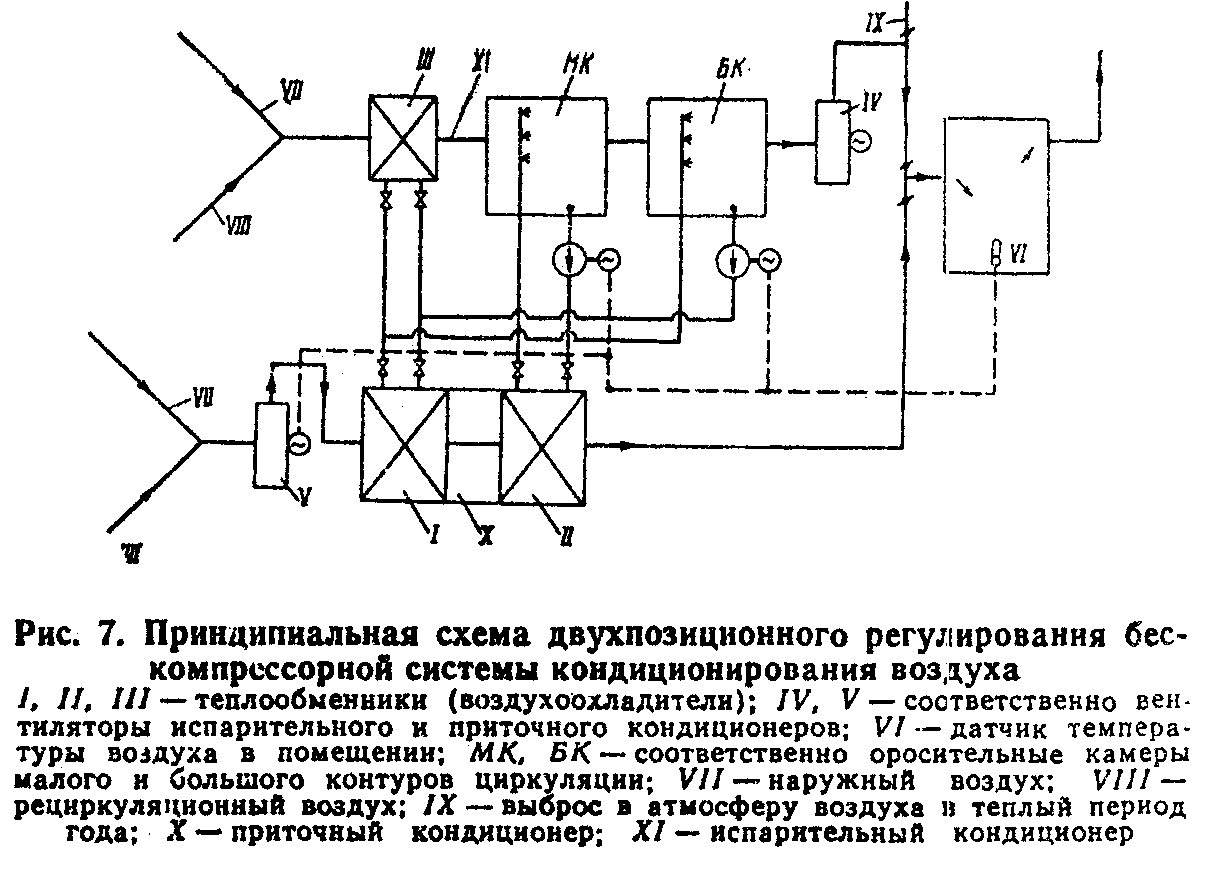 IX
III
XI
МК
БК
IV
VII
VIII
VI
VII
V
I
X
II
Рис. 7. Принципиальная схема двухпозиционного регулирования бес-
компрессорной системы кондиционирования воздуха
I, II, III — теплообменники (воздухоохладители); IV, V — соответственно вен-
тиляторы испарительного и приточного кондиционеров; VI — датчик темпера-
туры воздуха в помещении; МК, БК — соответственно оросительные камеры
малого и большого контуров циркуляции; VII — наружный воздух; VIII —
рециркуляционный воздух; IX — выброс в атмосферу воздуха в теплый период
года; X — приточный кондиционер; XI — испарительный кондиционер